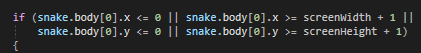 if (snake.body[0].x <= 0 || snake.body[0].x >= screenWidth + 1 ||
snake.body[0].y <= 0 || snake.body[0].y >= screenHeight + 1)
{